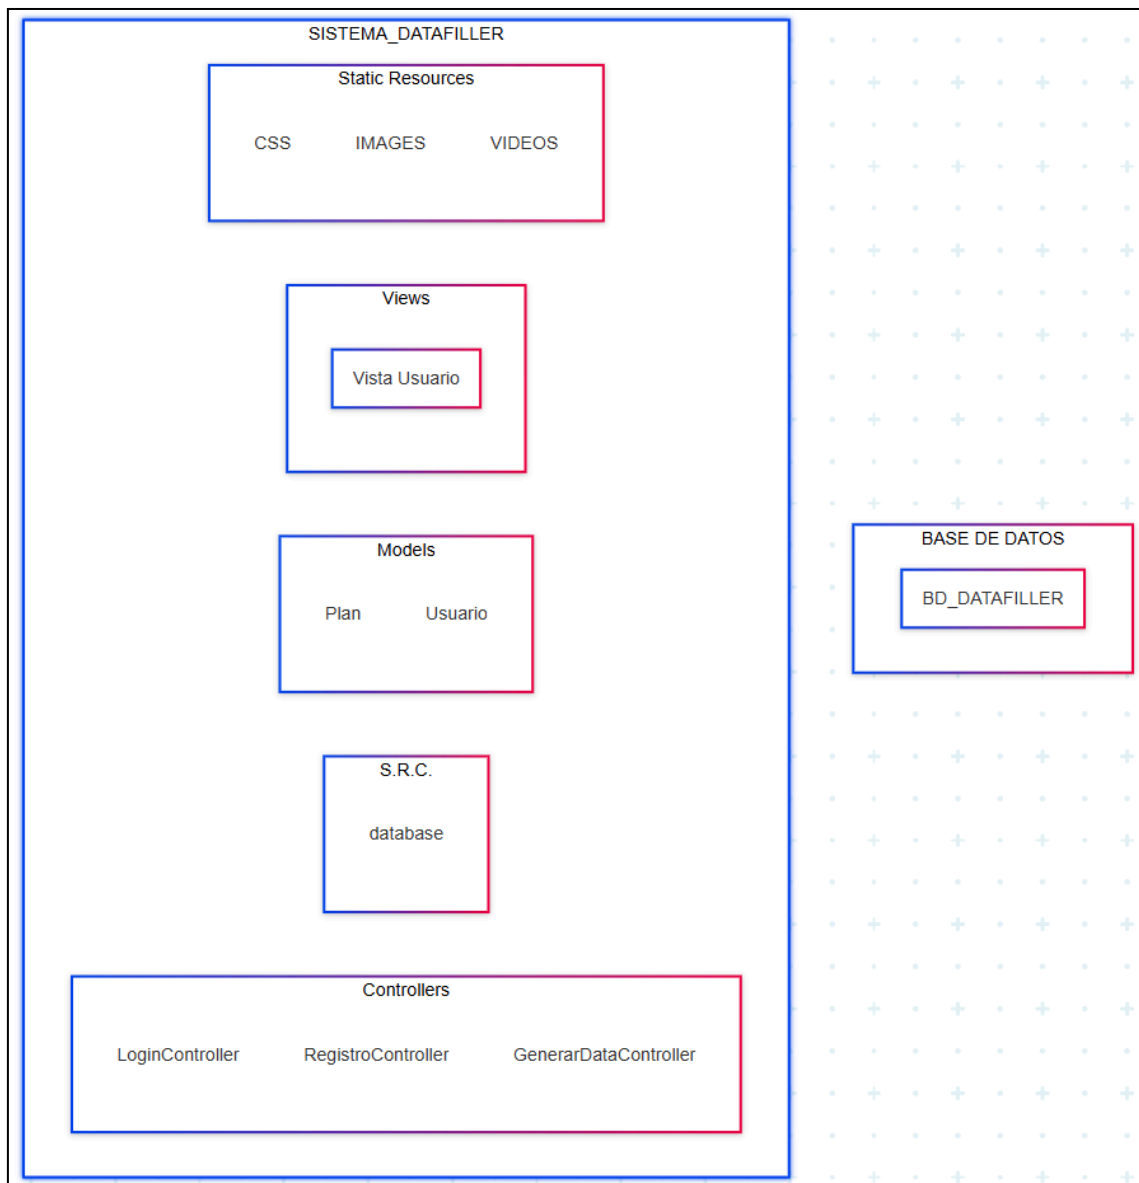 SISTEMA_DATAFILLER
Static Resources
CSS IMAGES VIDEOS
Views
Vista Usuario
Models
Plan Usuario
S.R.C.
database
Controllers
LoginController RegistroController GenerarDataController
BASE DE DATOS
BD_DATAFILLER